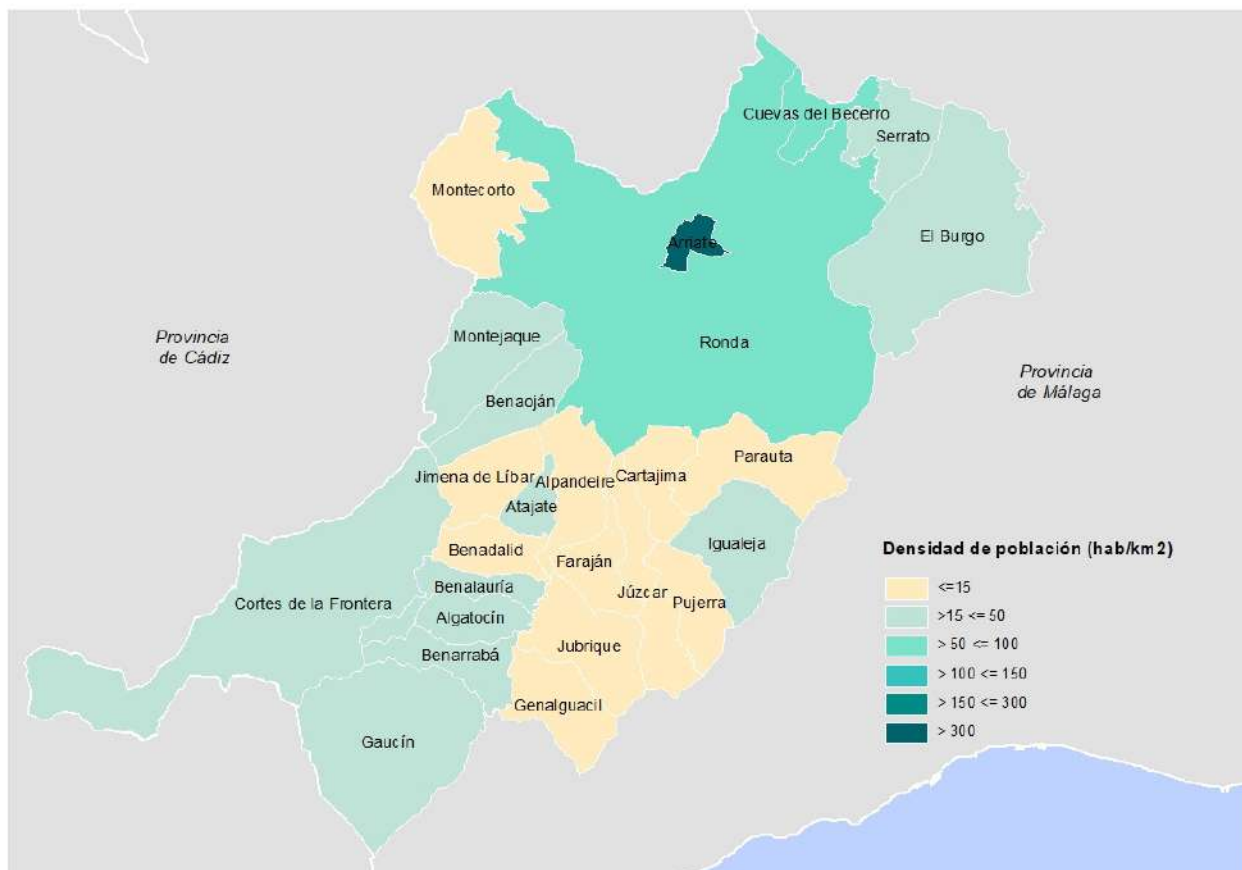 Cuevas del Becerro
Serrato
Montecorto
El Burgo
Arriate
Provincia
de Cádiz
Montejaque
Ronda
Provincia
de Málaga
Benaoján
Parauta
Jimena de Líbar
Alpandeire
Cartajima
Atajate
Igualeja
Benadalid
Faraján
Densidad de población (hab/km2)
<=15
>15 <= 50
> 50 <= 100
> 100 <= 150
> 150 <= 300
> 300
Benalauría
Júzcar
Pujerra
Cortes de la Frontera
Algatocín
Jubrique
Benarrabá
Genalguacil
Gaucín